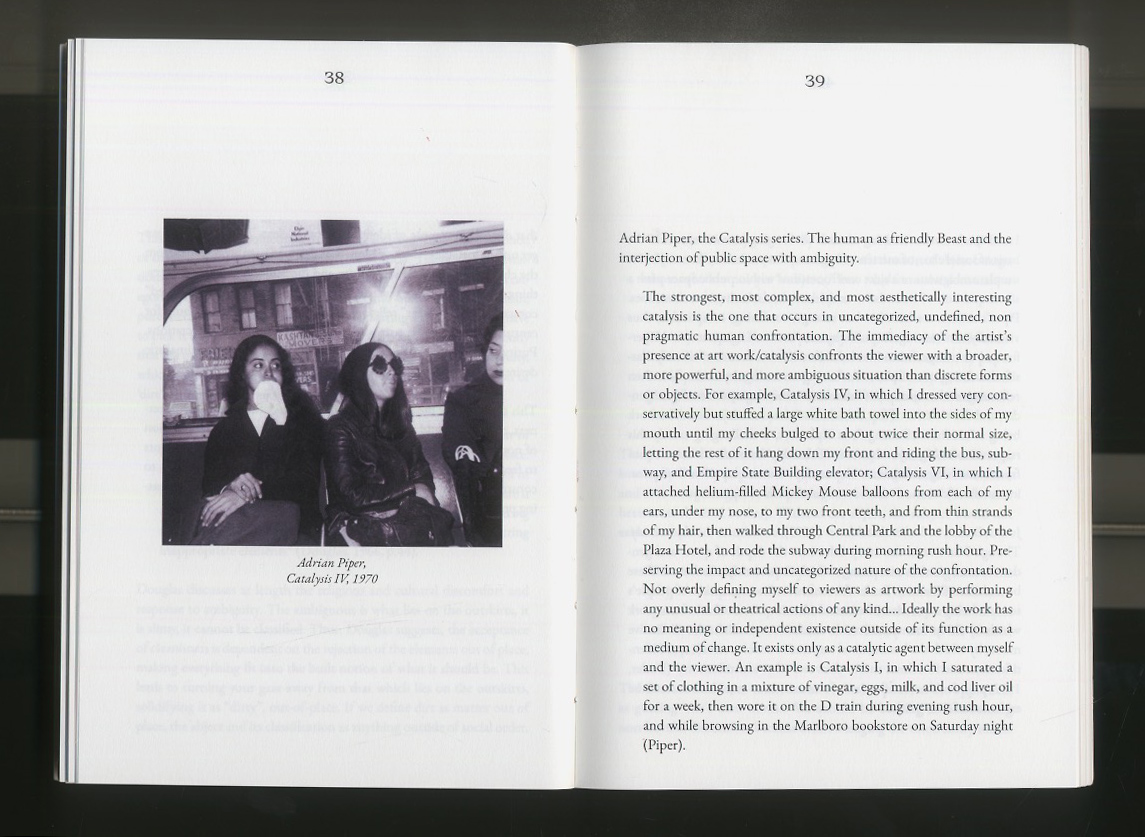 38
Adrian Piper,
Catalysis IV, 1970
39
Adrian Piper, the Catalysis series. The human as friendly Beast and the
interjection of public space with ambiguity.
The strongest, most complex, and most aesthetically interesting
catalysis is the one that occurs in uncategorized, undefined, non
pragmatic human confrontation. The immediacy of the artist’s
presence at art work/catalysis confronts the viewer with a broader,
more powerful, and more ambiguous situation than discrete forms
or objects. For example, Catalysis IV, in which I dressed very con-
servatively but stuffed a large white bath towel into the sides of my
mouth until my cheeks bulged to about twice their normal size,
letting the rest of it hang down my front and riding the bus, sub-
way, and Empire State Building elevator; Catalysis VI, in which I
attached helium-filled Mickey Mouse balloons from each of my
ears, under my nose, to my two front teeth, and from thin strands
of my hair, then walked through Central Park and the lobby of the
Plaza Hotel, and rode the subway during morning rush hour. Pre-
serving the impact and uncategorized nature of the confrontation.
Not overly defining myself to viewers as artwork by performing
any unusual or theatrical actions of any kind... Ideally the work has
no meaning or independent existence outside of its function as a
medium of change. It exists only as a catalytic agent between myself
and the viewer. An example is Catalysis I, in which I saturated a
set of clothing in a mixture of vinegar, eggs, milk, and cod liver oil
for a week, then wore it on the D train during evening rush hour,
and while browsing in the Marlboro bookstore on Saturday night
(Piper).